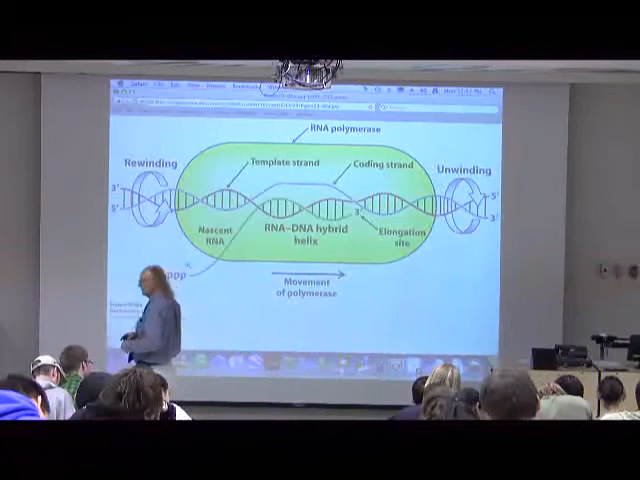 RNA polymerase
Rewinding
Template strand
Coding strand
Unwinding
3′
5′
5′
3′
3′
Nascent
RNA
RNA–DNA hybrid
helix
Elongation
site
ppp
Movement
of polymerase